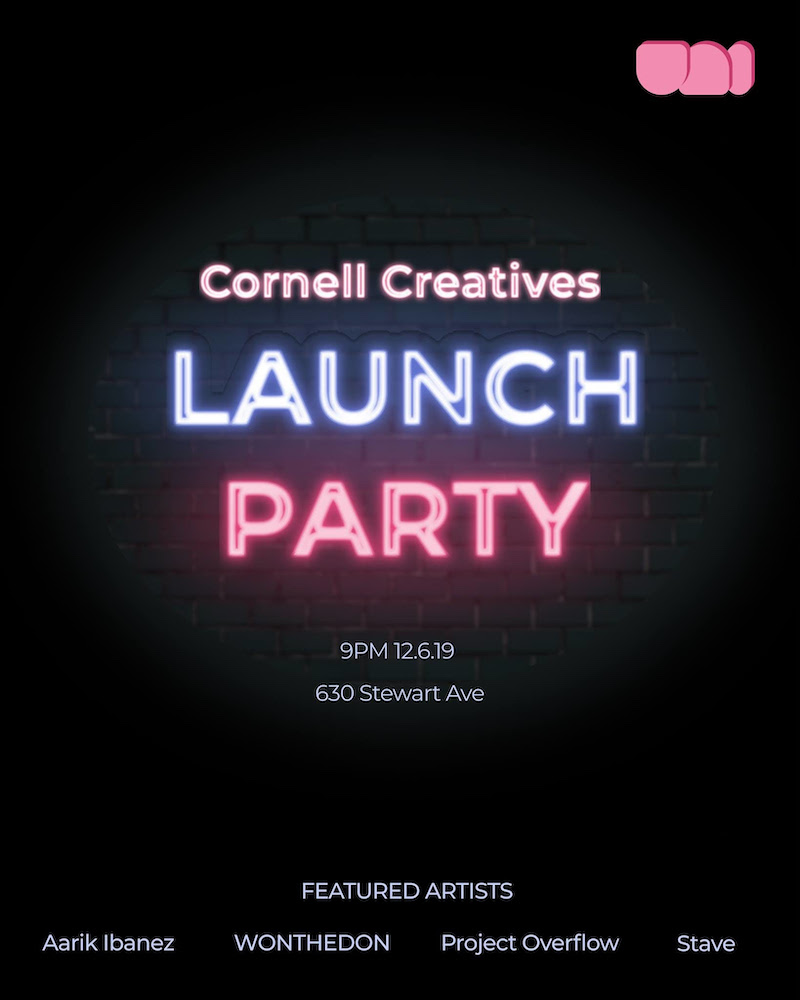 UNI
Cornell Creatives
LAUNCH
PARTY
9PM 12.6.19
630 Stewart Ave
FEATURED ARTISTS
Aarik Ibanez WONTHEDON Project Overflow Stave